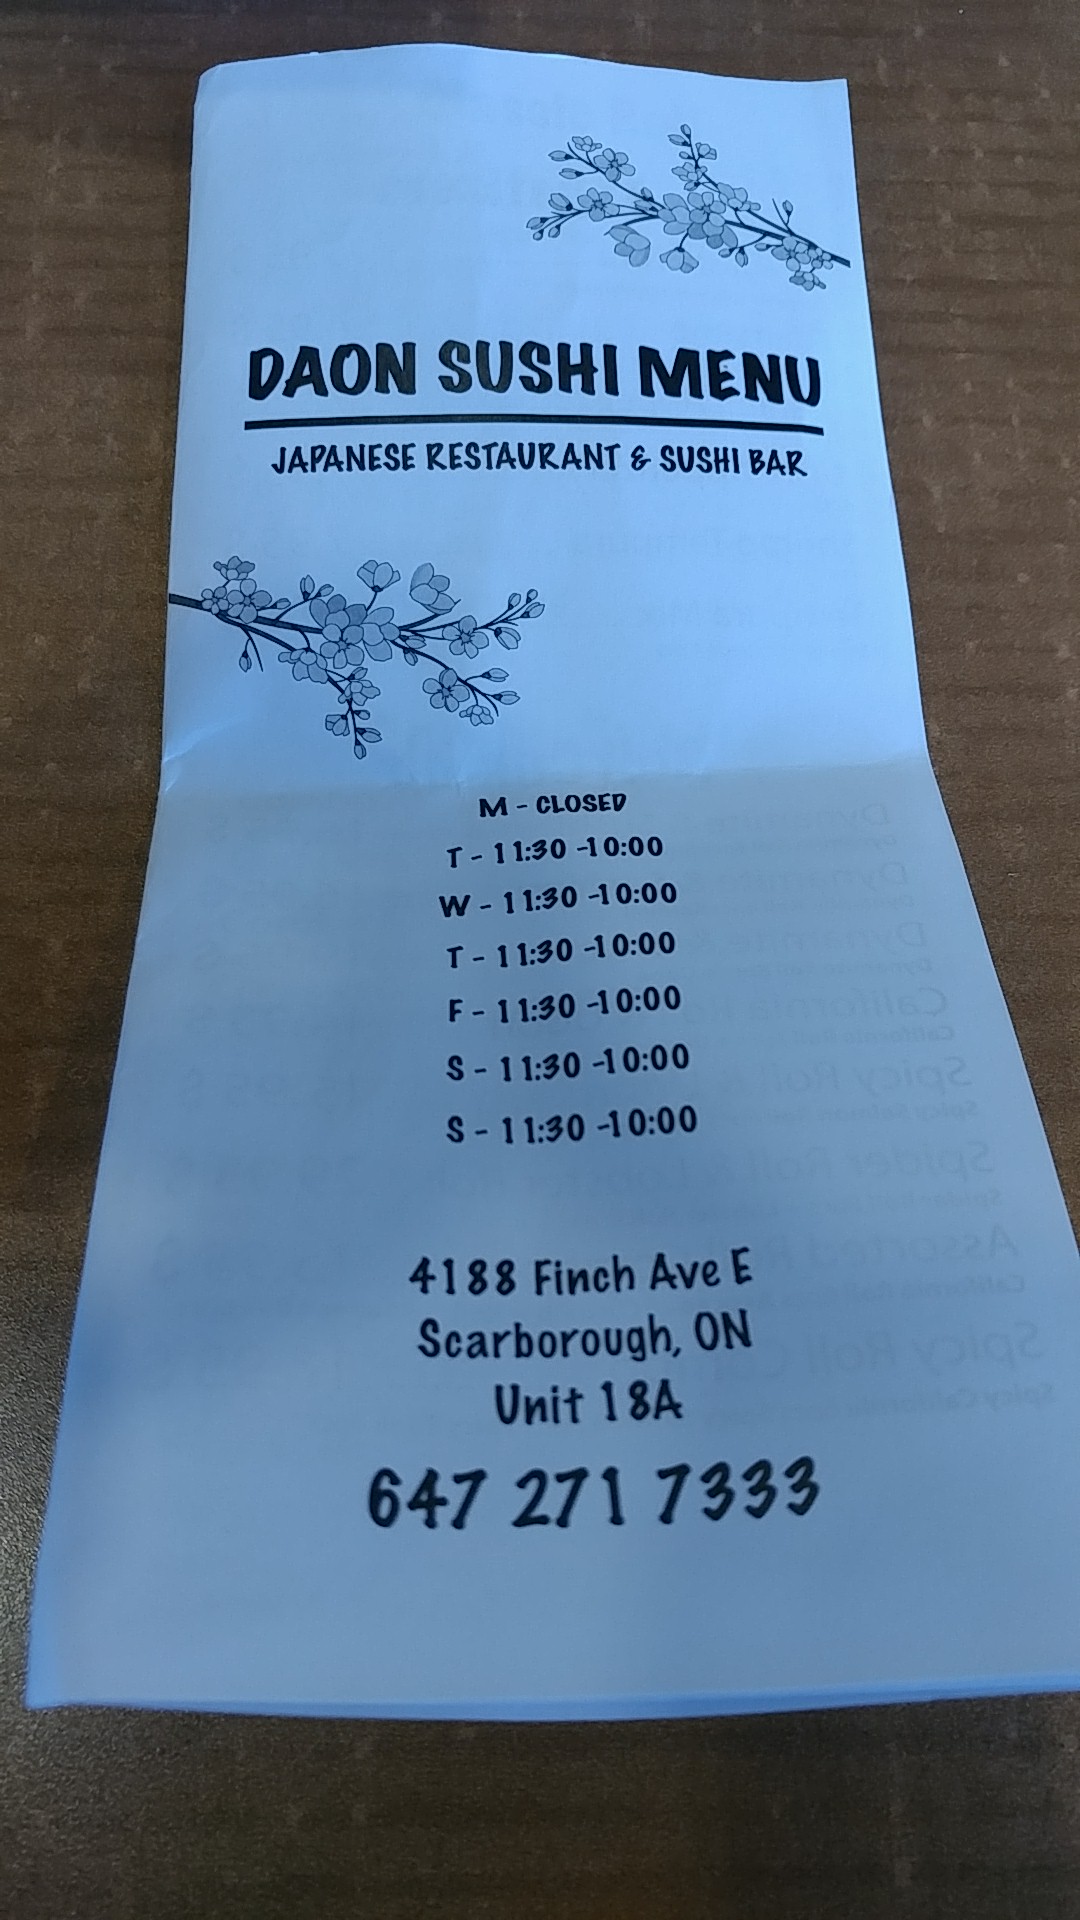 DAON SUSHI MENU
JAPANESE RESTAURANT & SUSHI BAR
M - CLOSED
T - 11:30 -10:00
W - 11:30 -10:00
T - 11:30 -10:00
F - 11:30 -10:00
S - 11:30 -10:00
S - 11:30 -10:00
4188 Finch Ave E
Scarborough, ON
Unit 18A
647 271 7333